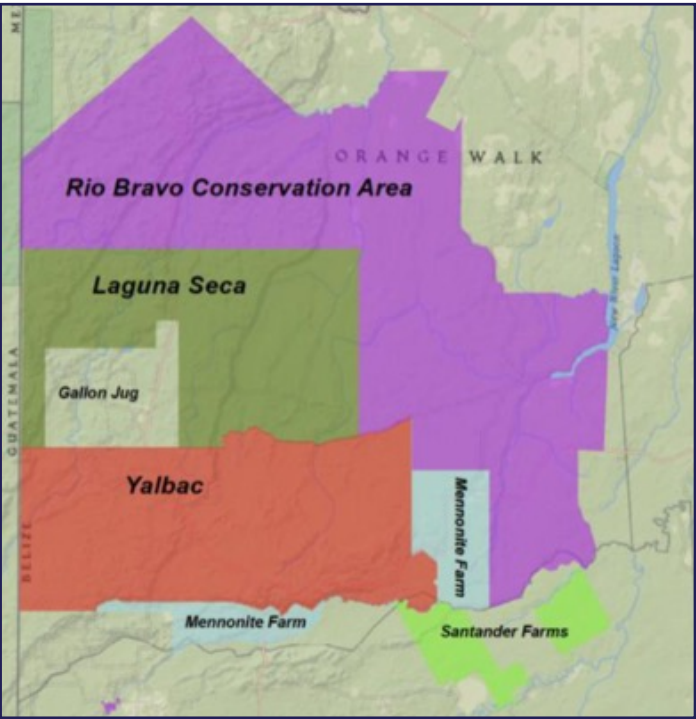 ME
ORANGE WALK
Rio Bravo Conservation Area
Laguna Seca
New River Lagoon
GUATEMALA
Gallon Jug
Yalbac
Mennonite Farm
BELIZE
Mennonite Farm
Santander Farms